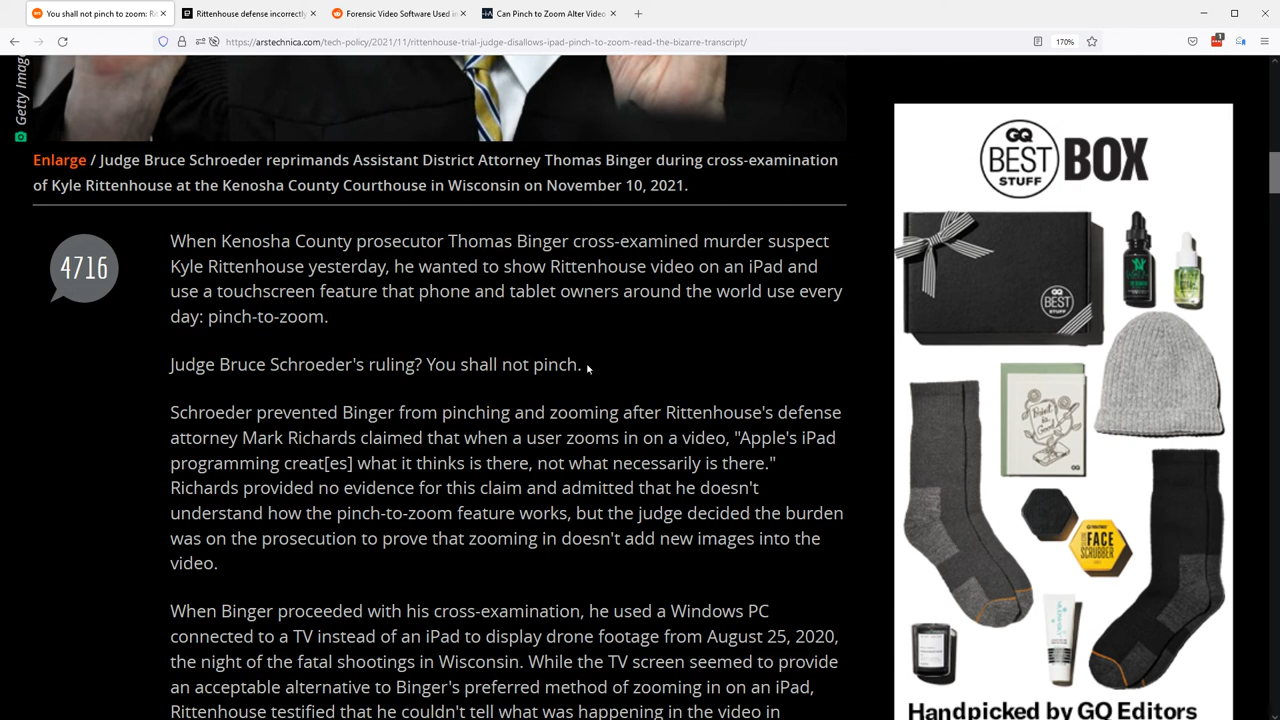 You shall not pinch to zoom: Ri
Rittenhouse defense incorrectly
Forensic Video Software Used in
Can Pinch to Zoom Alter Video
https://arstechnica.com/tech-policy/2021/11/rittenhouse-trial-judge-disallows-ipad-pinch-to-zoom-read-the-bizarre-transcript/
170%
1
Getty Imag
Enlarge / Judge Bruce Schroeder reprimands Assistant District Attorney Thomas Binger during cross-examination
of Kyle Rittenhouse at the Kenosha County Courthouse in Wisconsin on November 10, 2021.
4716
When Kenosha County prosecutor Thomas Binger cross-examined murder suspect
Kyle Rittenhouse yesterday, he wanted to show Rittenhouse video on an iPad and
use a touchscreen feature that phone and tablet owners around the world use every
day: pinch-to-zoom.
Judge Bruce Schroeder's ruling? You shall not pinch.
Schroeder prevented Binger from pinching and zooming after Rittenhouse's defense
attorney Mark Richards claimed that when a user zooms in on a video, "Apple's iPad
programming creat[es] what it thinks is there, not what necessarily is there."
Richards provided no evidence for this claim and admitted that he doesn't
understand how the pinch-to-zoom feature works, but the judge decided the burden
was on the prosecution to prove that zooming in doesn't add new images into the
video.
When Binger proceeded with his cross-examination, he used a Windows PC
connected to a TV instead of an iPad to display drone footage from August 25, 2020,
the night of the fatal shootings in Wisconsin. While the TV screen seemed to provide
an acceptable alternative to Binger's preferred method of zooming in on an iPad,
Rittenhouse testified that he couldn't tell what was happening in the video in
GQ
BEST
STUFF
BOX
GQ
BEST
STUFF
GQ
FACE
SCRUBBER
Handpicked by GQ Editors